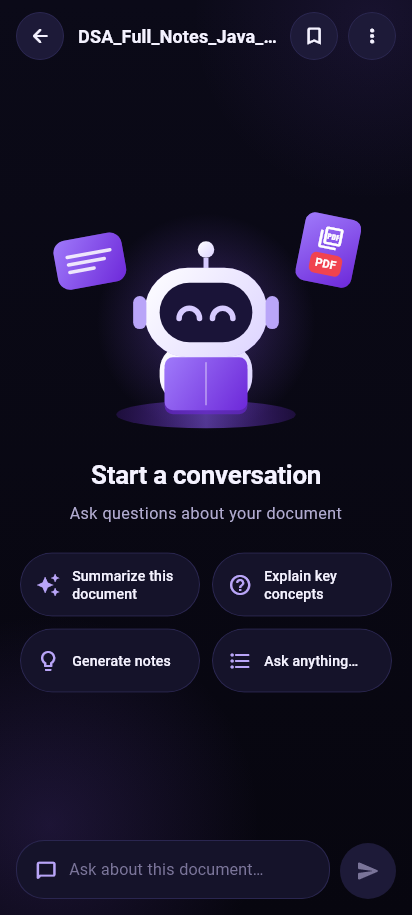 DSA_Full_Notes_Java_...
PDF
PDF
Start a conversation
Ask questions about your document
Summarize this
document
Explain key
concepts
Generate notes
Ask anything...
Ask about this document...